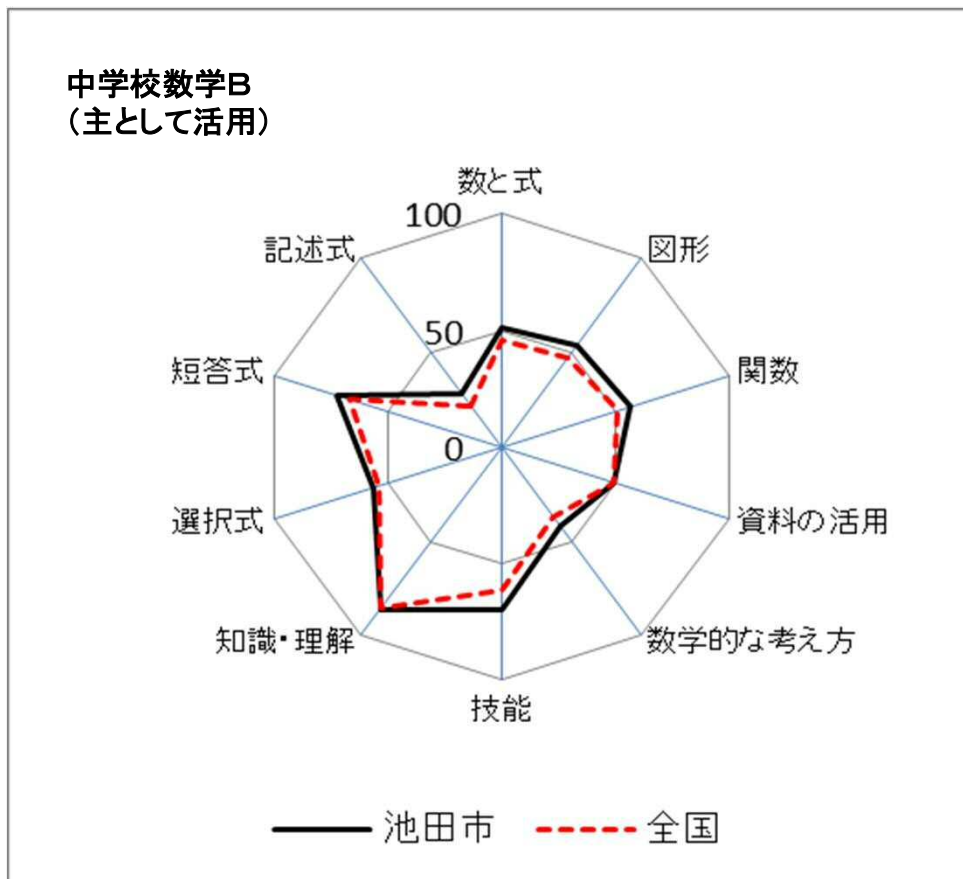 中学校数学B
（主として活用）
数と式
100
図形
記述式
50
関数
短答式
0
資料の活用
選択式
数学的な考え方
知識・理解
技能
池田市
全国